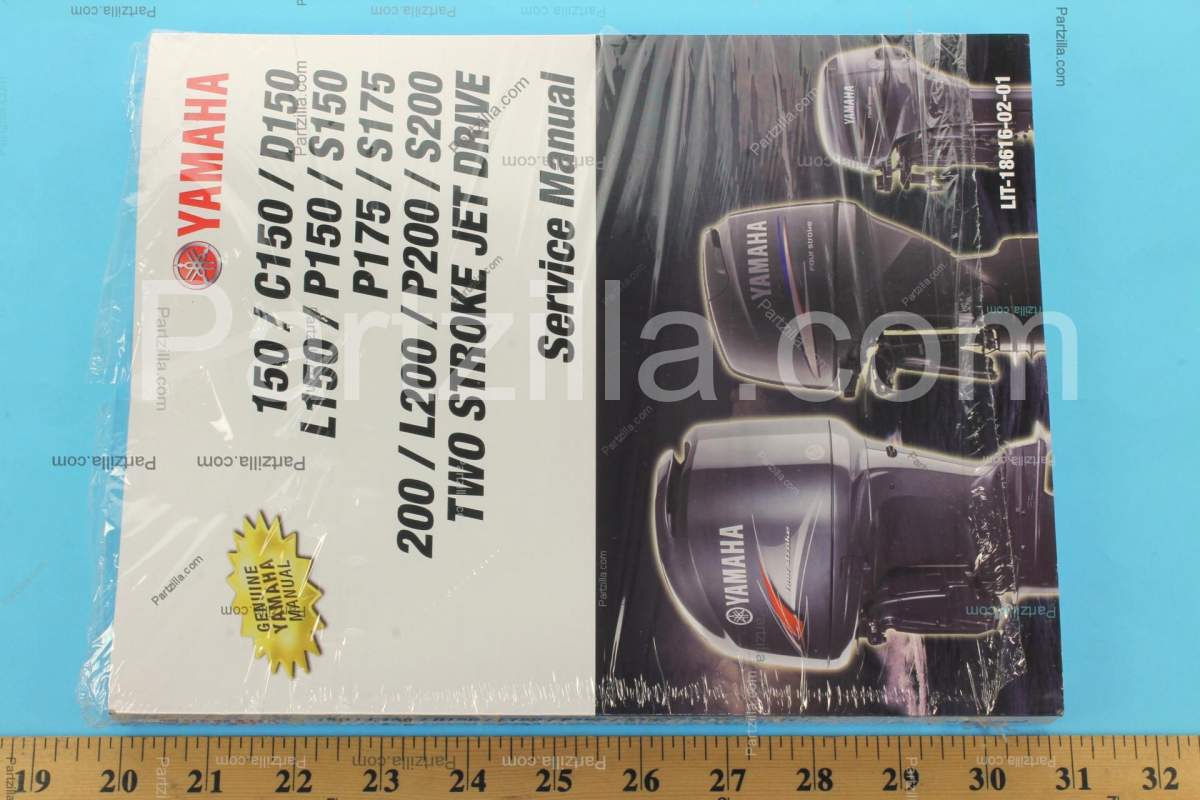 YAMAHA
150 / C150 / D150
L150 / P150 / S150
P175 / S175
200 / L200 / P200 / S200
TWO STROKE JET DRIVE
Service Manual
GENUINE
YAMAHA
MANUAL
YAMAHA
YAMAHA
FOUR STROKE
YAMAHA
four stroke
LIT-18616-02-01
Partzilla.com
19 20 21 22 23 24 25 26 27 28 29 30 31 32